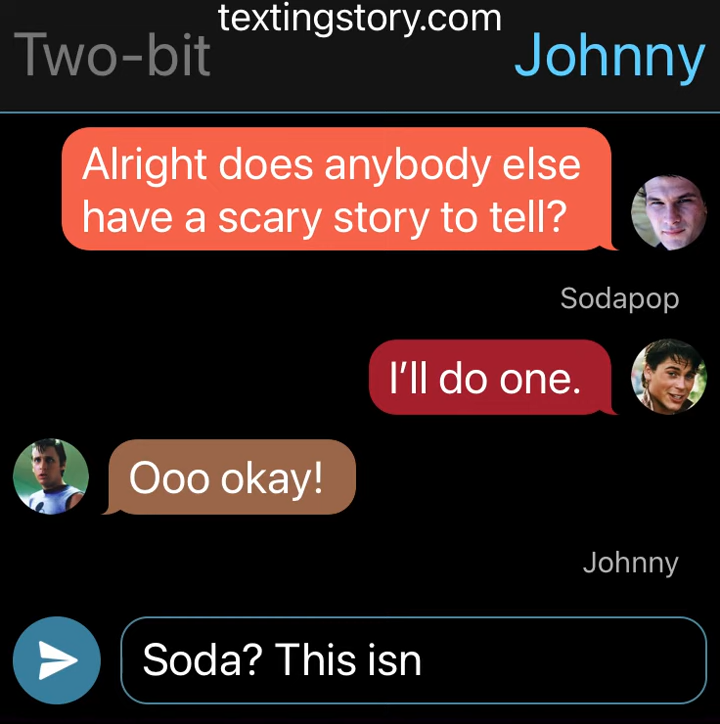 textingstory.com
Two-bit
Johnny
Alright does anybody else
have a scary story to tell?
Sodapop
I’ll do one.
Ooo okay!
Johnny
Soda? This isn